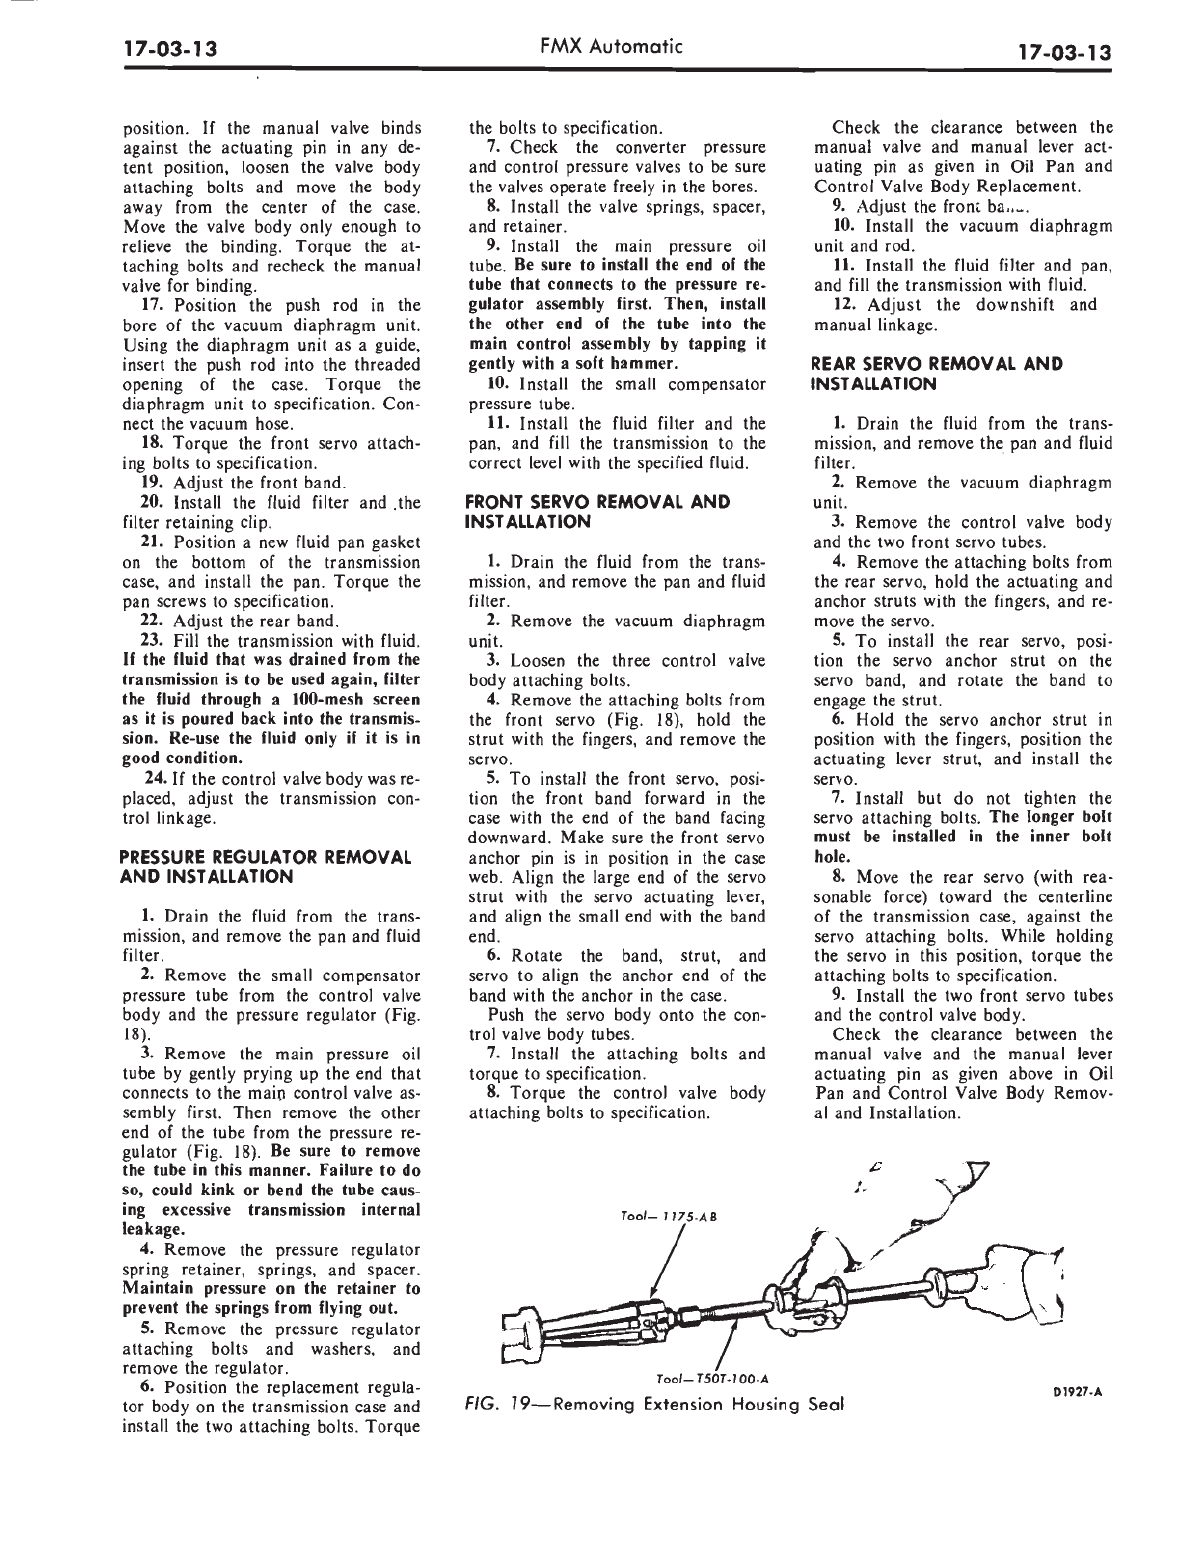 17-03-13
FMX Automatic
17-03-13
position. If the manual valve binds
against the actuating pin in any de-
tent position, loosen the valve body
attaching bolts and move the body
away from the center of the case.
Move the valve body only enough to
relieve the binding. Torque the at-
taching bolts and recheck the manual
valve for binding.
17. Position the push rod in the
bore of the vacuum diaphragm unit.
Using the diaphragm unit as a guide,
insert the push rod into the threaded
opening of the case. Torque the
diaphragm unit to specification. Con-
nect the vacuum hose.
18. Torque the front servo attach-
ing bolts to specification.
19. Adjust the front band.
20. Install the fluid filter and .the
filter retaining clip.
21. Position a new fluid pan gasket
on the bottom of the transmission
case, and install the pan. Torque the
pan screws to specification.
22. Adjust the rear band.
23. Fill the transmission with fluid.
If the fluid that was drained from the
transmission is to be used again, filter
the fluid through a 100-mesh screen
as it is poured back into the transmis-
sion. Re-use the fluid only if it is in
good condition.
24. If the control valve body was re-
placed, adjust the transmission con-
trol linkage.
PRESSURE REGULATOR REMOVAL
AND INSTALLATION
1. Drain the fluid from the trans-
mission, and remove the pan and fluid
filter.
2. Remove the small compensator
pressure tube from the control valve
body and the pressure regulator (Fig.
18).
3. Remove the main pressure oil
tube by gently prying up the end that
connects to the main control valve as-
sembly first. Then remove the other
end of the tube from the pressure re-
gulator (Fig. 18). Be sure to remove
the tube in this manner. Failure to do
so, could kink or bend the tube caus-
ing excessive transmission internal
leakage.
4. Remove the pressure regulator
spring retainer, springs, and spacer.
Maintain pressure on the retainer to
prevent the springs from flying out.
5. Remove the pressure regulator
attaching bolts and washers, and
remove the regulator.
6. Position the replacement regula-
tor body on the transmission case and
install the two attaching bolts. Torque
the bolts to specification.
7. Check the converter pressure
and control pressure valves to be sure
the valves operate freely in the bores.
8. Install the valve springs, spacer,
and retainer.
9. Install the main pressure oil
tube. Be sure to install the end of the
tube that connects to the pressure re-
gulator assembly first. Then, install
the other end of the tube into the
main control assembly by tapping it
gently with a soft hammer.
10. Install the small compensator
pressure tube.
11. Install the fluid filter and the
pan, and fill the transmission to the
correct level with the specified fluid.
FRONT SERVO REMOVAL AND
INSTALLATION
1. Drain the fluid from the trans-
mission, and remove the pan and fluid
filter.
2. Remove the vacuum diaphragm
unit.
3. Loosen the three control valve
body attaching bolts.
4. Remove the attaching bolts from
the front servo (Fig. 18), hold the
strut with the fingers, and remove the
servo.
5. To install the front servo, posi-
tion the front band forward in the
case with the end of the band facing
downward. Make sure the front servo
anchor pin is in position in the case
web. Align the large end of the servo
strut with the servo actuating lever,
and align the small end with the band
end.
6. Rotate the band, strut, and
servo to align the anchor end of the
band with the anchor in the case.
Push the servo body onto the con-
trol valve body tubes.
7. Install the attaching bolts and
torque to specification.
8. Torque the control valve body
attaching bolts to specification.
Check the clearance between the
manual valve and manual lever act-
uating pin as given in Oil Pan and
Control Valve Body Replacement.
9. Adjust the front
10. Install the vacuum diaphragm
unit and rod.
11. Install the fluid filter and pan,
and fill the transmission with fluid.
12. Adjust the downshift and
manual linkage.
REAR SERVO REMOVAL AND
INSTALLATION
1. Drain the fluid from the trans-
mission, and remove the pan and fluid
filter.
2. Remove the vacuum diaphragm
unit.
3. Remove the control valve body
and the two front servo tubes.
4. Remove the attaching bolts from
the rear servo, hold the actuating and
anchor struts with the fingers, and re-
move the servo.
5. To install the rear servo, posi-
tion the servo anchor strut on the
servo band, and rotate the band to
engage the strut.
6. Hold the servo anchor strut in
position with the fingers, position the
actuating lever strut, and install the
servo.
7. Install but do not tighten the
servo attaching bolts. The longer bolt
must be installed in the inner bolt
hole.
8. Move the rear servo (with rea-
sonable force) toward the centerline
of the transmission case, against the
servo attaching bolts. While holding
the servo in this position, torque the
attaching bolts to specification.
9. Install the two front servo tubes
and the control valve body.
Check the clearance between the
manual valve and the manual lever
actuating pin as given above in Oil
Pan and Control Valve Body Remov-
al and Installation.
Tool— 1175-AB
Tool—T50T-100-A
D1927-A
FIG. 19—Removing Extension Housing Seal